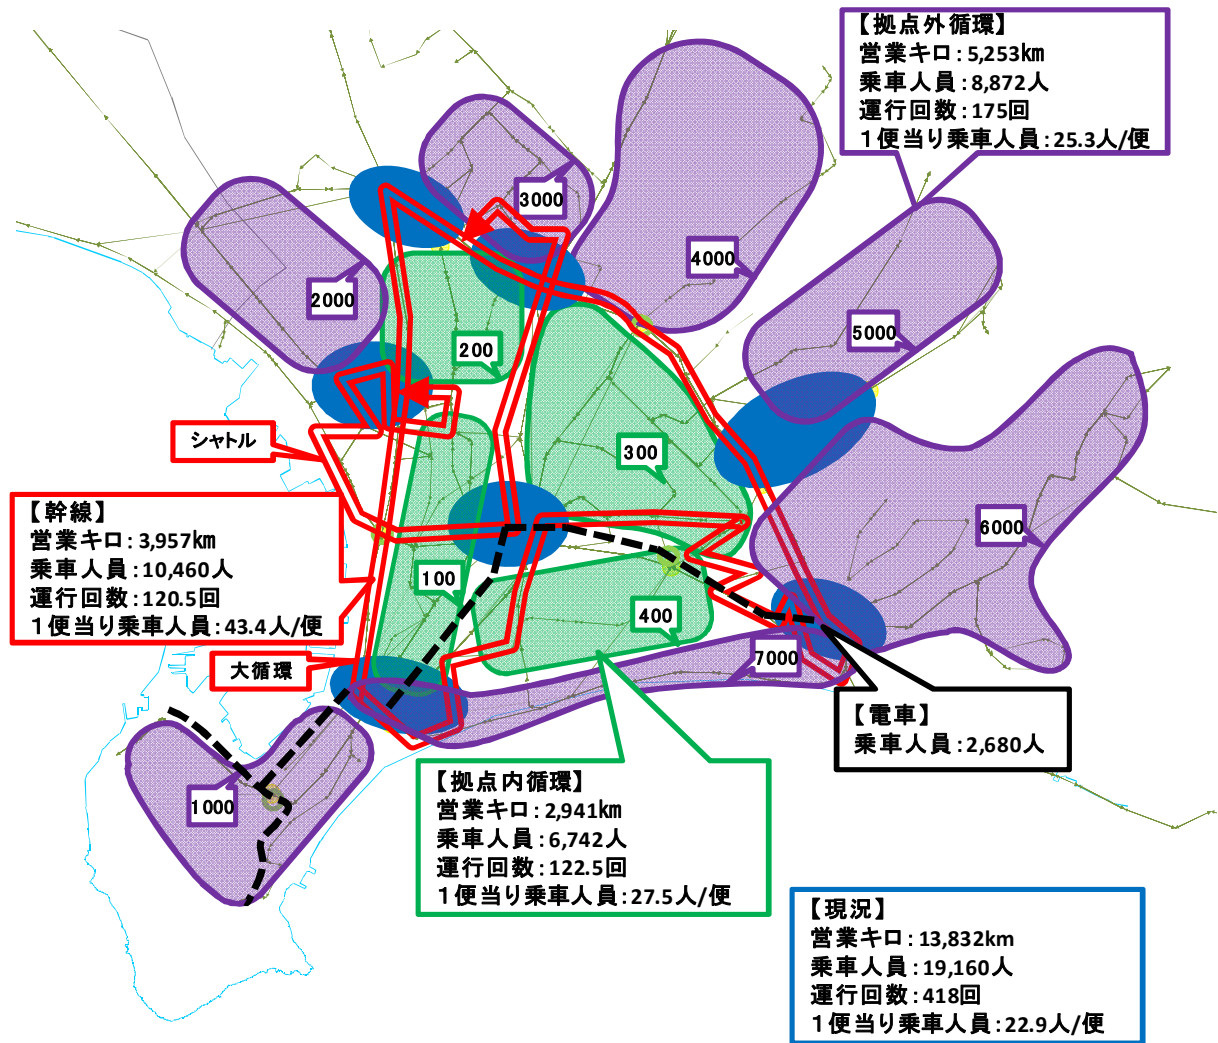 【拠点外循環】
営業キロ：5,253km
乗車人員：8,872人
運行回数：175回
１便当り乗車人員：25.3人/便
3000
4000
2000
5000
200
シャトル
300
【幹線】
営業キロ：3,957km
乗車人員：10,460人
運行回数：120.5回
１便当り乗車人員：43.4人/便
6000
100
400
大循環
7000
【電車】
乗車人員：2,680人
1000
【拠点内循環】
営業キロ：2,941km
乗車人員：6,742人
運行回数：122.5回
１便当り乗車人員：27.5人/便
【現況】
営業キロ：13,832km
乗車人員：19,160人
運行回数：418回
１便当り乗車人員：22.9人/便